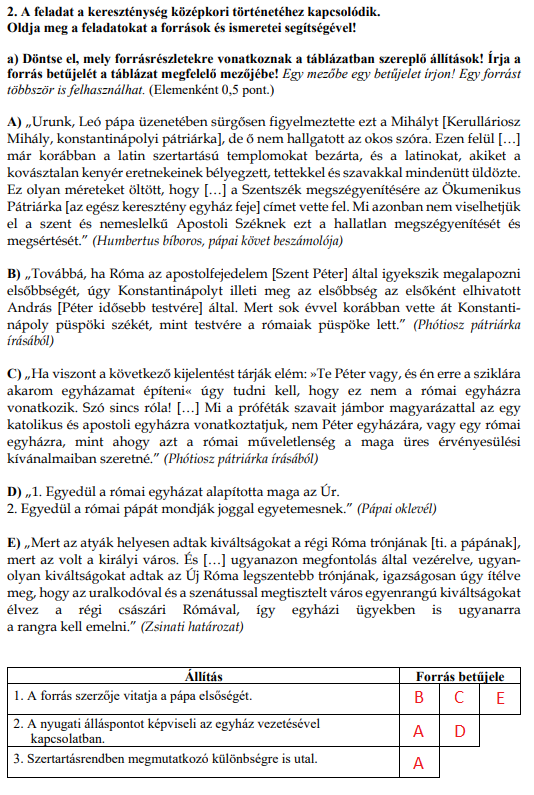 2. A feladat a kereszténység középkori történetéhez kapcsolódik.
Oldja meg a feladatokat a források és ismeretei segítségével!
a) Döntse el, mely forrásrészletekre vonatkoznak a táblázatban szereplő állítások! Írja a
forrás betűjelét a táblázat megfelelő mezőjébe! Egy mezőbe egy betűjelet írjon! Egy forrást
többször is felhasználhat. (Elemenként 0,5 pont.)
A) „Urunk, Leó pápa üzenetében sürgősen figyelmeztette ezt a Mihályt [Kerulláriosz
Mihály, konstantinápolyi pátriárka], de ő nem hallgatott az okos szóra. Ezen felül […]
már korábban a latin szertartású templomokat bezárta, és a latinokat, akiket a
kovásztalan kenyér eretnekeinek bélyegzett, tettekkel és szavakkal mindenütt üldözte.
Ez olyan méreteket öltött, hogy […] a Szentszék megszégyenítésére az Ökumenikus
Pátriárka [az egész keresztény egyház feje] címet vette fel. Mi azonban nem viselhetjük
el a szent és nemeslelkű Apostoli Széknek ezt a hallatlan megszégyenítését és
megsértését.” (Humbertus bíboros, pápai követ beszámolója)
B) „Továbbá, ha Róma az apostolfejedelem [Szent Péter] által igyekszik megalapozni
elsőbbségét, úgy Konstantinápolyt illeti meg az elsőbbség az elsőként elhivatott
András [Péter idősebb testvére] által. Mert sok évvel korábban vette át Konstanti-
nápoly püspöki székét, mint testvére a rómaiak püspöke lett.” (Phótiosz pátriárka
írásából)
C) „Ha viszont a következő kijelentést tárják elém: »Te Péter vagy, és én erre a sziklára
akarom egyházamat építeni« úgy tudni kell, hogy ez nem a római egyházra
vonatkozik. Szó sincs róla! […] Mi a próféták szavait jámbor magyarázattal az egy
katolikus és apostoli egyházra vonatkoztatjuk, nem Péter egyházára, vagy egy római
egyházra, mint ahogy azt a római műveletlenség a maga üres érvényesülési
kívánalmaiban szeretné.” (Phótiosz pátriárka írásából)
D) „1. Egyedül a római egyházat alapította maga az Úr.
2. Egyedül a római pápát mondják joggal egyetemesnek.” (Pápai oklevél)
E) „Mert az atyák helyesen adtak kiváltságokat a régi Róma trónjának [ti. a pápának],
mert az volt a királyi város. És […] ugyanazon megfontolás által vezérelve, ugyan-
olyan kiváltságokat adtak az Új Róma legszentebb trónjának, igazságosan úgy ítélve
meg, hogy az uralkodóval és a szenátussal megtisztelt város egyenrangú kiváltságokat
élvez a régi császári Rómával, így egyházi ügyekben is ugyanarra
a rangra kell emelni.” (Zsinati határozat)
Állítás Forrás betűjele
1. A forrás szerzője vitatja a pápa elsőségét. B C E
2. A nyugati álláspontot képviseli az egyház vezetésével
kapcsolatban. A D
3. Szertartásrendben megmutatkozó különbségre is utal. A